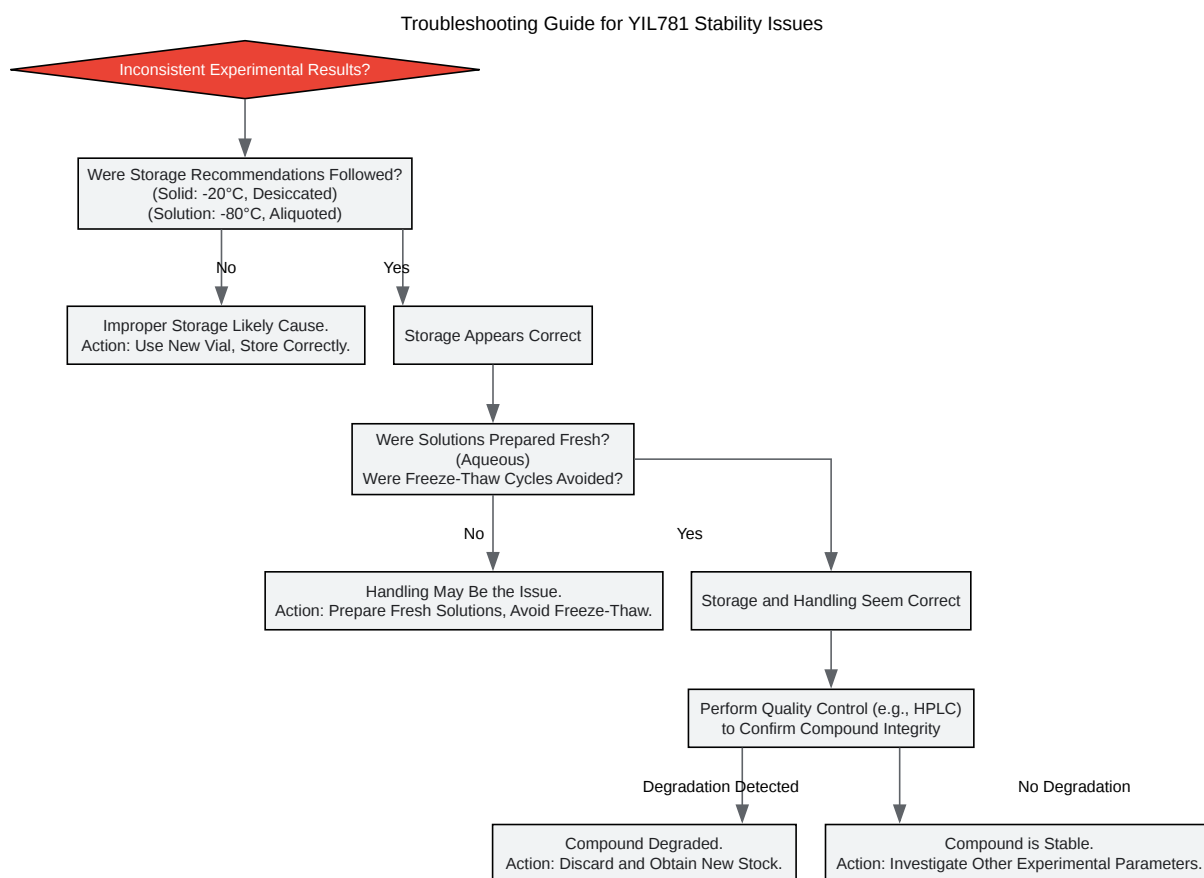 Troubleshooting Guide for YIL781 Stability Issues
Inconsistent Experimental Results?
Were Storage Recommendations Followed?
(Solid: -20°C, Desiccated)
(Solution: -80°C, Aliquoted)
No
Yes
Improper Storage Likely Cause.
Action: Use New Vial, Store Correctly.
Storage Appears Correct
Were Solutions Prepared Fresh?
(Aqueous)
Were Freeze-Thaw Cycles Avoided?
No
Yes
Handling May Be the Issue.
Action: Prepare Fresh Solutions, Avoid Freeze-Thaw.
Storage and Handling Seem Correct
Perform Quality Control (e.g., HPLC)
to Confirm Compound Integrity
Degradation Detected
No Degradation
Compound Degraded.
Action: Discard and Obtain New Stock.
Compound is Stable.
Action: Investigate Other Experimental Parameters.